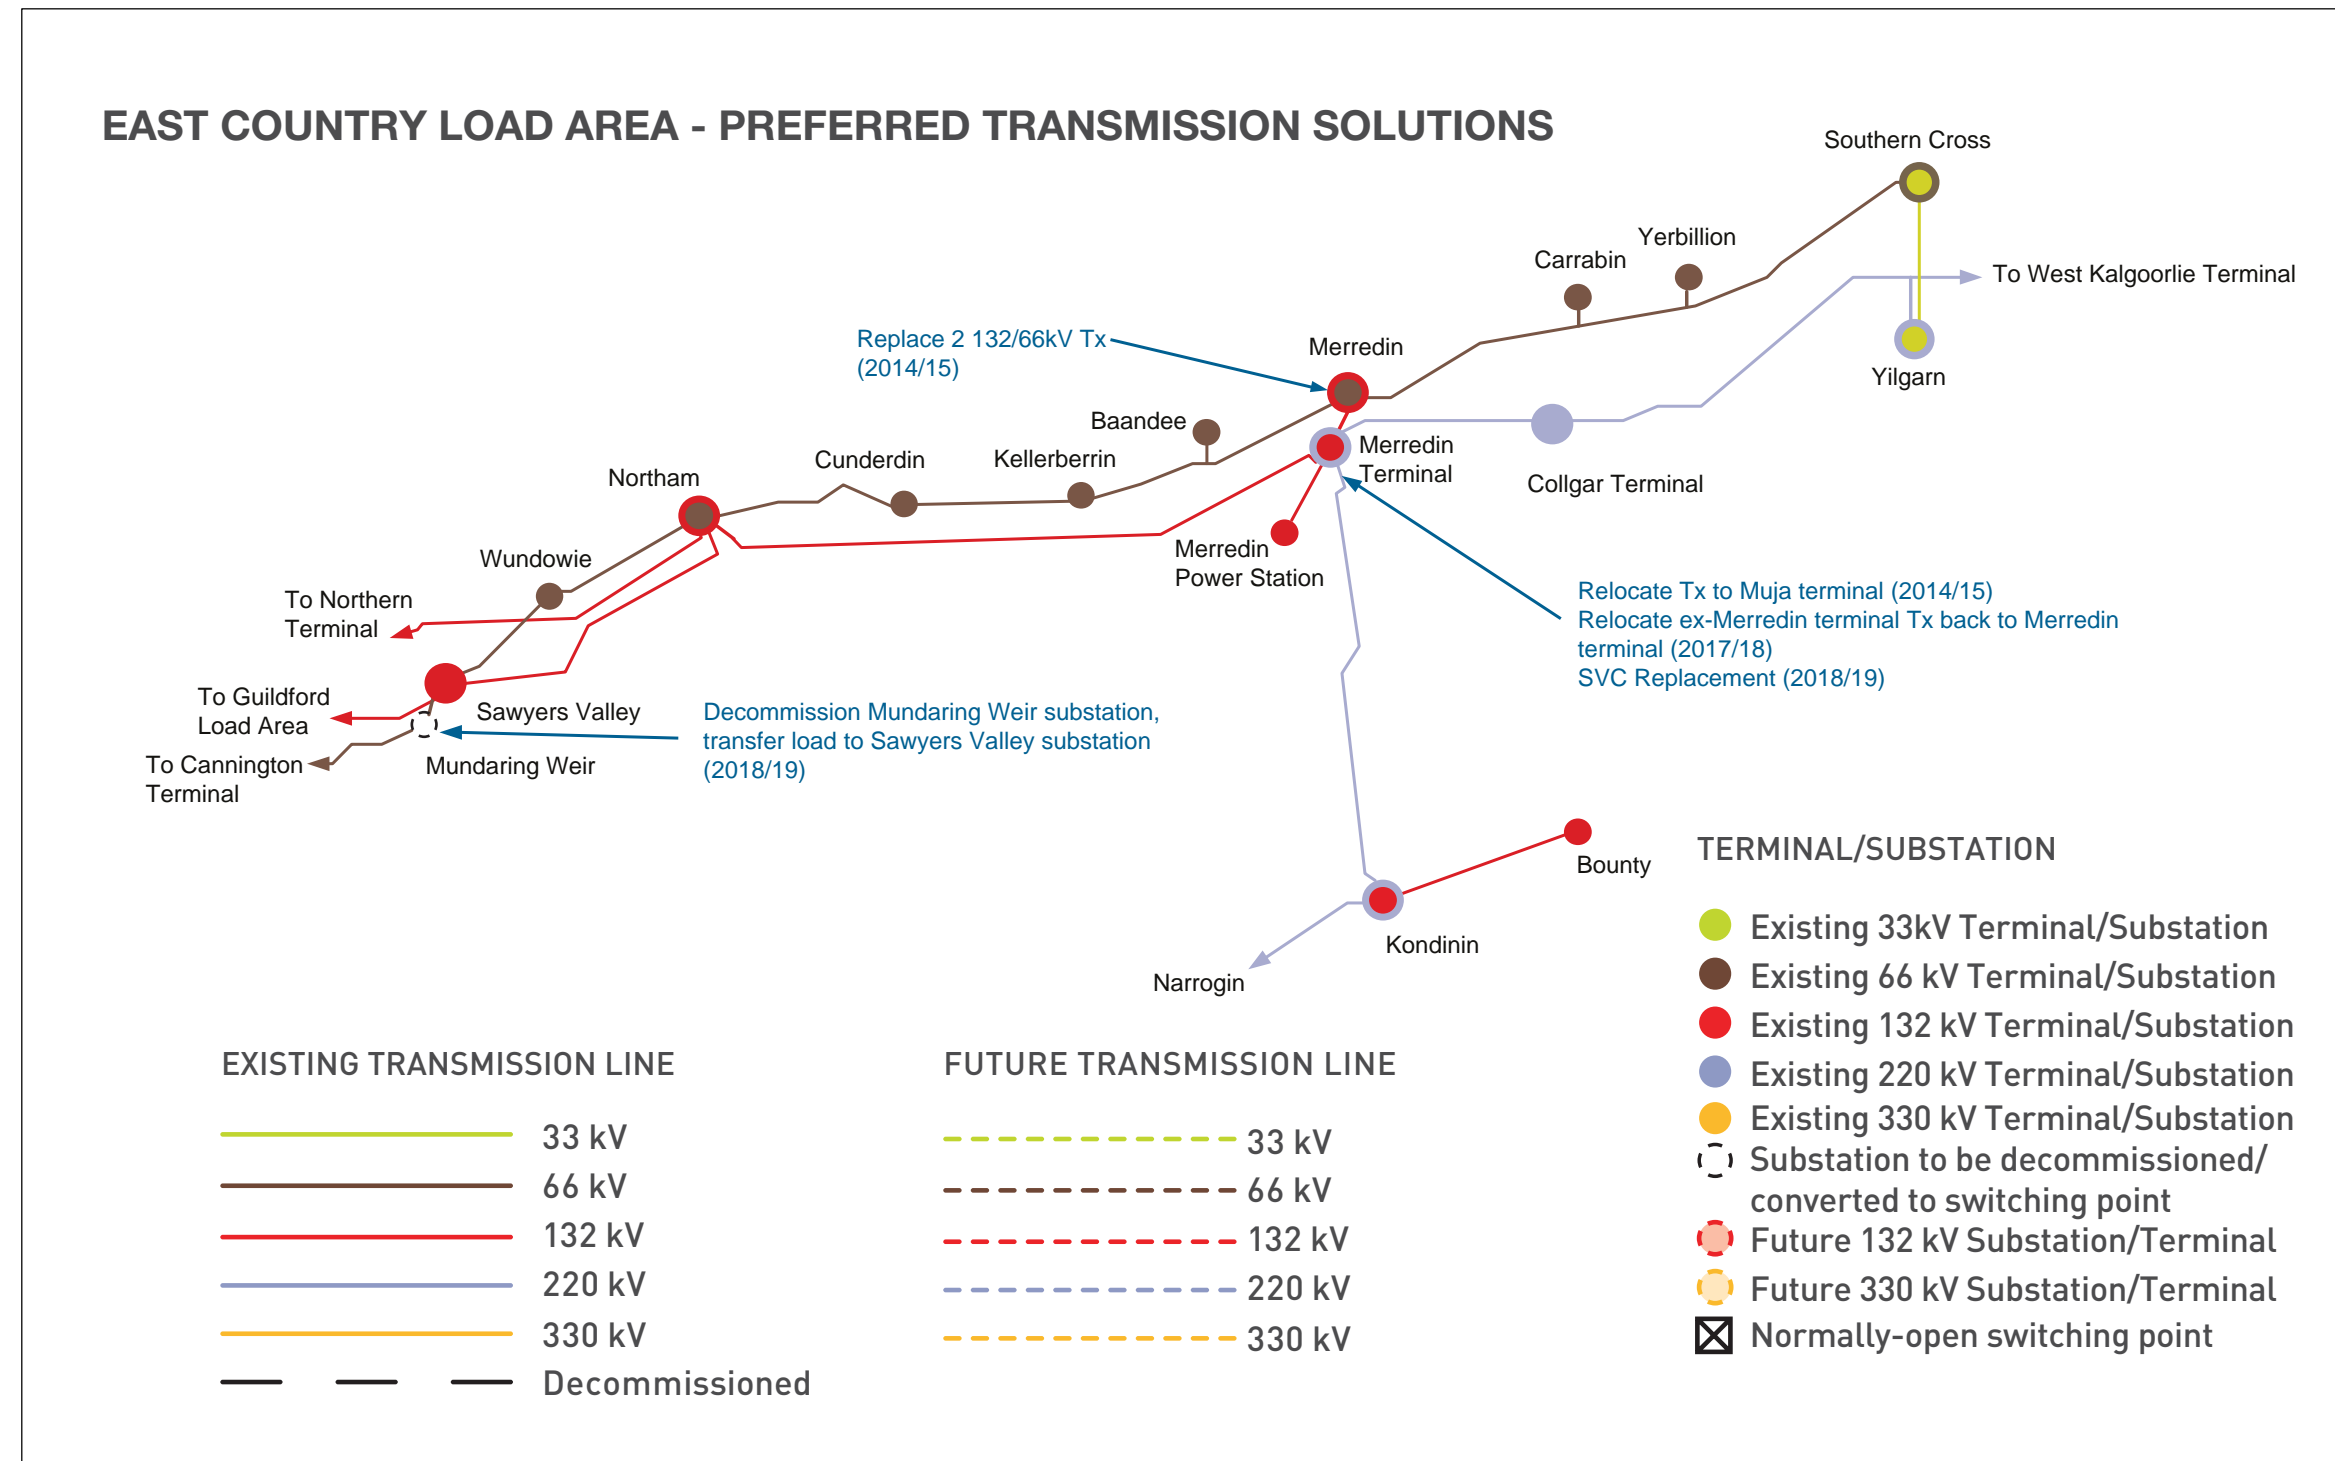 EAST COUNTRY LOAD AREA - PREFERRED TRANSMISSION SOLUTIONS
Southern Cross
Yerbillion
Carrabin
To West Kalgoorlie Terminal
Replace 2 132/66kV Tx
(2014/15)
Merredin
Yilgarn
Baandee
Merredin
Terminal
Cunderdin
Kellerberrin
Northam
Collgar Terminal
Merredin
Power Station
Wundowie
To Northern
Terminal
Relocate Tx to Muja terminal (2014/15)
Relocate ex-Merredin terminal Tx back to Merredin
terminal (2017/18)
SVC Replacement (2018/19)
To Guildford
Load Area
Sawyers Valley
Decommission Mundaring Weir substation,
transfer load to Sawyers Valley substation
(2018/19)
To Cannington
Terminal
Mundaring Weir
Bounty
Kondinin
Narrogin
TERMINAL/SUBSTATION
Existing 33kV Terminal/Substation
Existing 66 kV Terminal/Substation
Existing 132 kV Terminal/Substation
Existing 220 kV Terminal/Substation
Existing 330 kV Terminal/Substation
Substation to be decommissioned/
converted to switching point
Future 132 kV Substation/Terminal
Future 330 kV Substation/Terminal
Normally-open switching point
EXISTING TRANSMISSION LINE
33 kV
66 kV
132 kV
220 kV
330 kV
Decommissioned
FUTURE TRANSMISSION LINE
33 kV
66 kV
132 kV
220 kV
330 kV